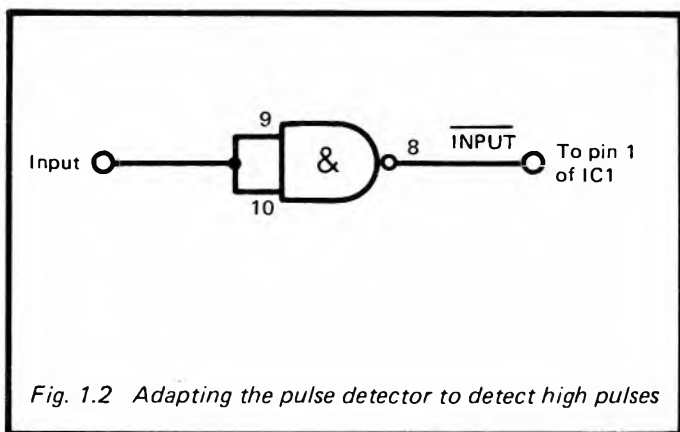 9
Input
&
8
INPUT
To pin 1
of IC1
10
Fig. 1.2 Adapting the pulse detector to detect high pulses